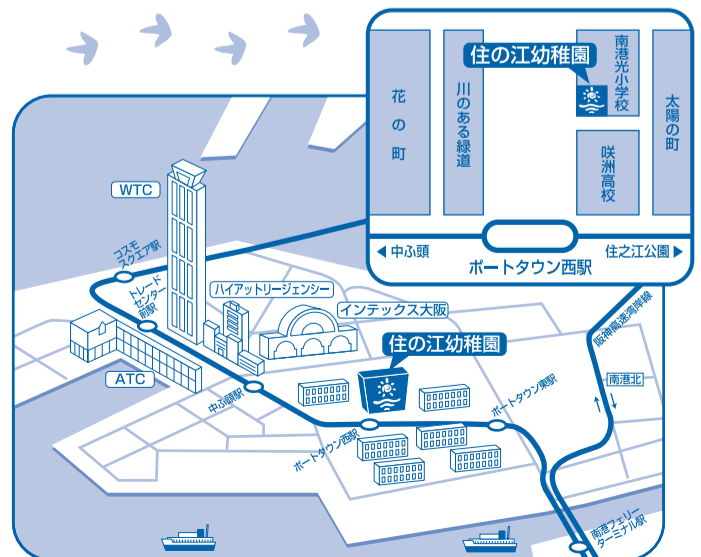 住の江幼稚園
南港光小学校
花の町
川のある緑道
太陽の町
咲洲高校
◀中ふ頭
住之江公園▶
ポートタウン西駅
WTC
コスモ
スクエア駅
トレード
センター
前駅
ハイアットリージェンシー
インテックス大阪
住の江幼稚園
ATC
中ふ頭駅
ポートタウン西駅
ポートタウン東駅
阪神高速湾岸線
南港北
↑↓
南港フェリー
ターミナル駅